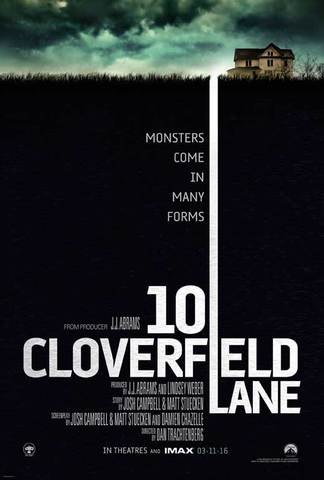 MONSTERS
COME
IN
MANY
FORMS
FROM PRODUCER J.J. ABRAMS
10
CLOVERFIELD
LANE
PRODUCED BY J.J. ABRAMS AND LINDSEY WEBER
STORY BY JOSH CAMPBELL & MATT STUECKEN
SCREENPLAY BY JOSH CAMPBELL & MATT STUECKEN AND DAMIEN CHAZELLE
DIRECTED BY DAN TRACHTENBERG
IN THEATRES AND IMAX 03-11-16